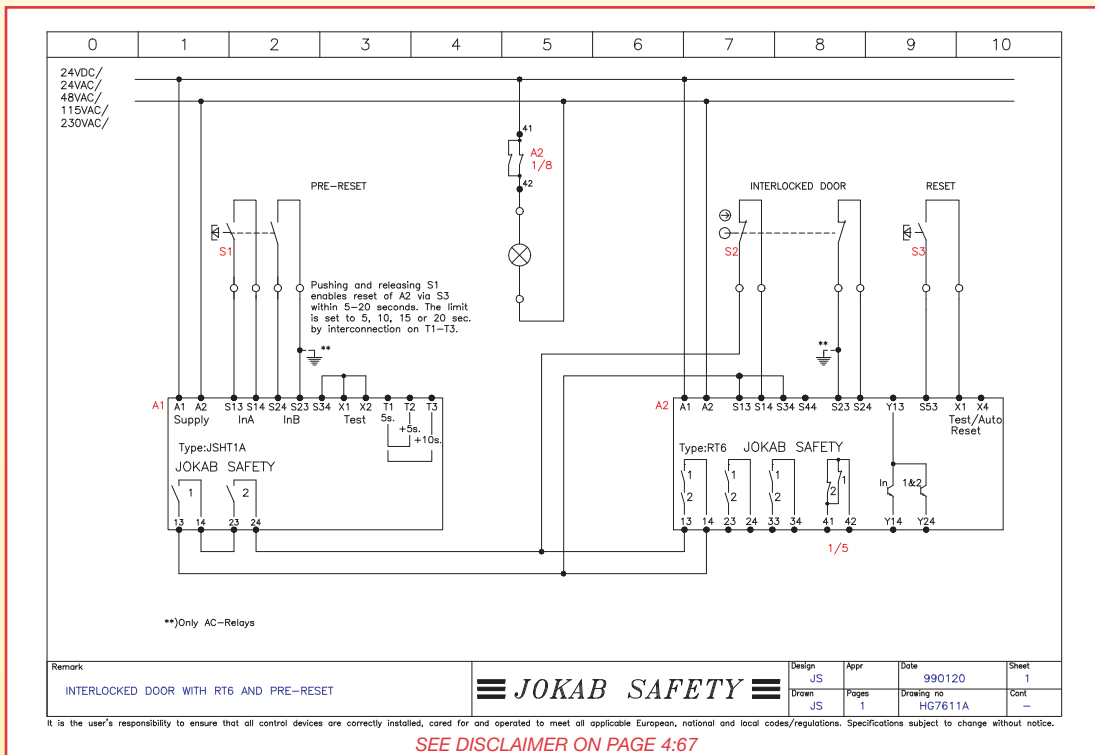 0 1 2 3 4 5 6 7 8 9 10
24VDC/
24VAC/
48VAC/
115VAC/
230VAC/
41
A2
1/8
42
PRE-RESET
INTERLOCKED DOOR
RESET
S1
S2
S3
Pushing and releasing S1
enables reset of A2 via S3
within 5-20 seconds. The limit
is set to 5, 10, 15 or 20 sec.
by interconnection on T1-T3.
**
**
A1
A1 A2 S13 S14 S24 S23 S34 X1 X2 T1 T2 T3
Supply InA InB Test 5s.
+5s.
+10s.
Type:JSHT1A
JOKAB SAFETY
1 2
13 14 23 24
A2
A1 A2 S13 S14 S34 S44 S23 S24 Y13 S53 X1 X4
Test/Auto
Reset
Type:RT6 JOKAB SAFETY
1 1 1 1 In 1&2
2 2 2 2
13 14 23 24 33 34 41 42 Y14 Y24
1/5
**)Only AC-Relays
Remark
INTERLOCKED DOOR WITH RT6 AND PRE-RESET
JOKAB SAFETY
Design Appr Date Sheet
JS 990120 1
Drawn Pages Drawing no Cont
JS 1 HG7611A -
It is the user's responsibility to ensure that all control devices are correctly installed, cared for and operated to meet all applicable European, national and local codes/regulations. Specifications subject to change without notice.
SEE DISCLAIMER ON PAGE 4:67